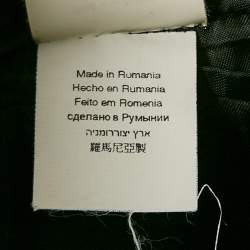 Made in Rumania
Hecho en Rumania
Feito em Romenia
сделано в Румынии
ארץ יצור:רומניה
羅馬尼亞製